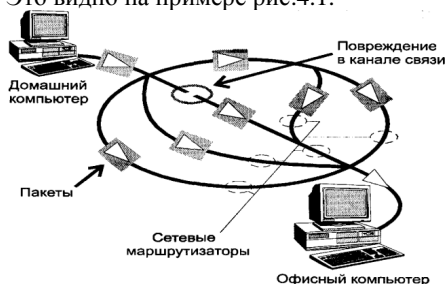 Это видно на примере рис.4.1.
Повреждение
в канале связи
Домашний
компьютер
Пакеты
Сетевые
маршрутизаторы
Офисный компьютер